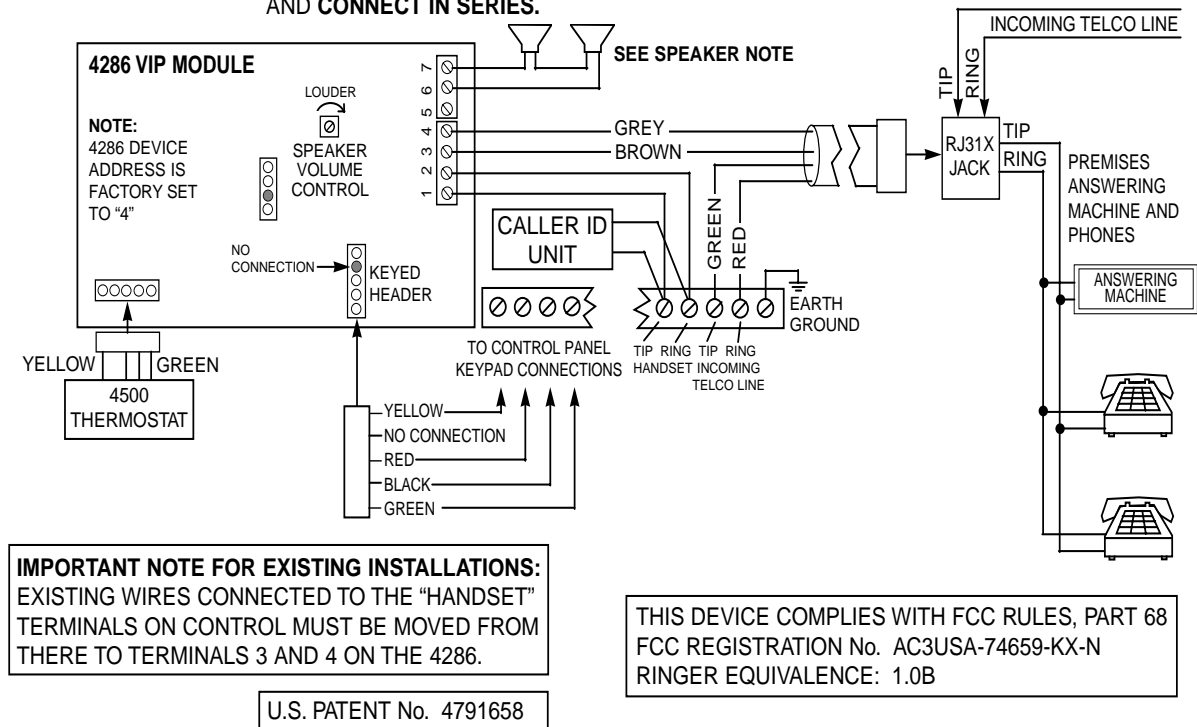 AND CONNECT IN SERIES.
INCOMING TELCO LINE
SEE SPEAKER NOTE
4286 VIP MODULE
LOUDER
SPEAKER
VOLUME
CONTROL
NOTE:
4286 DEVICE
ADDRESS IS
FACTORY SET
TO “4”
7
6
5
4
3
2
1
GREY
BROWN
GREEN
RED
TIP
RING
RJ31X
JACK
TIP
RING
PREMISES
ANSWERING
MACHINE AND
PHONES
ANSWERING
MACHINE
CALLER ID
UNIT
NO
CONNECTION
KEYED
HEADER
EARTH
GROUND
TO CONTROL PANEL
KEYPAD CONNECTIONS
TIP RING TIP RING
HANDSET INCOMING
TELCO LINE
YELLOW
GREEN
4500
THERMOSTAT
YELLOW
NO CONNECTION
RED
BLACK
GREEN
IMPORTANT NOTE FOR EXISTING INSTALLATIONS:
EXISTING WIRES CONNECTED TO THE “HANDSET”
TERMINALS ON CONTROL MUST BE MOVED FROM
THERE TO TERMINALS 3 AND 4 ON THE 4286.
THIS DEVICE COMPLIES WITH FCC RULES, PART 68
FCC REGISTRATION No. AC3USA-74659-KX-N
RINGER EQUIVALENCE: 1.0B
U.S. PATENT No. 4791658